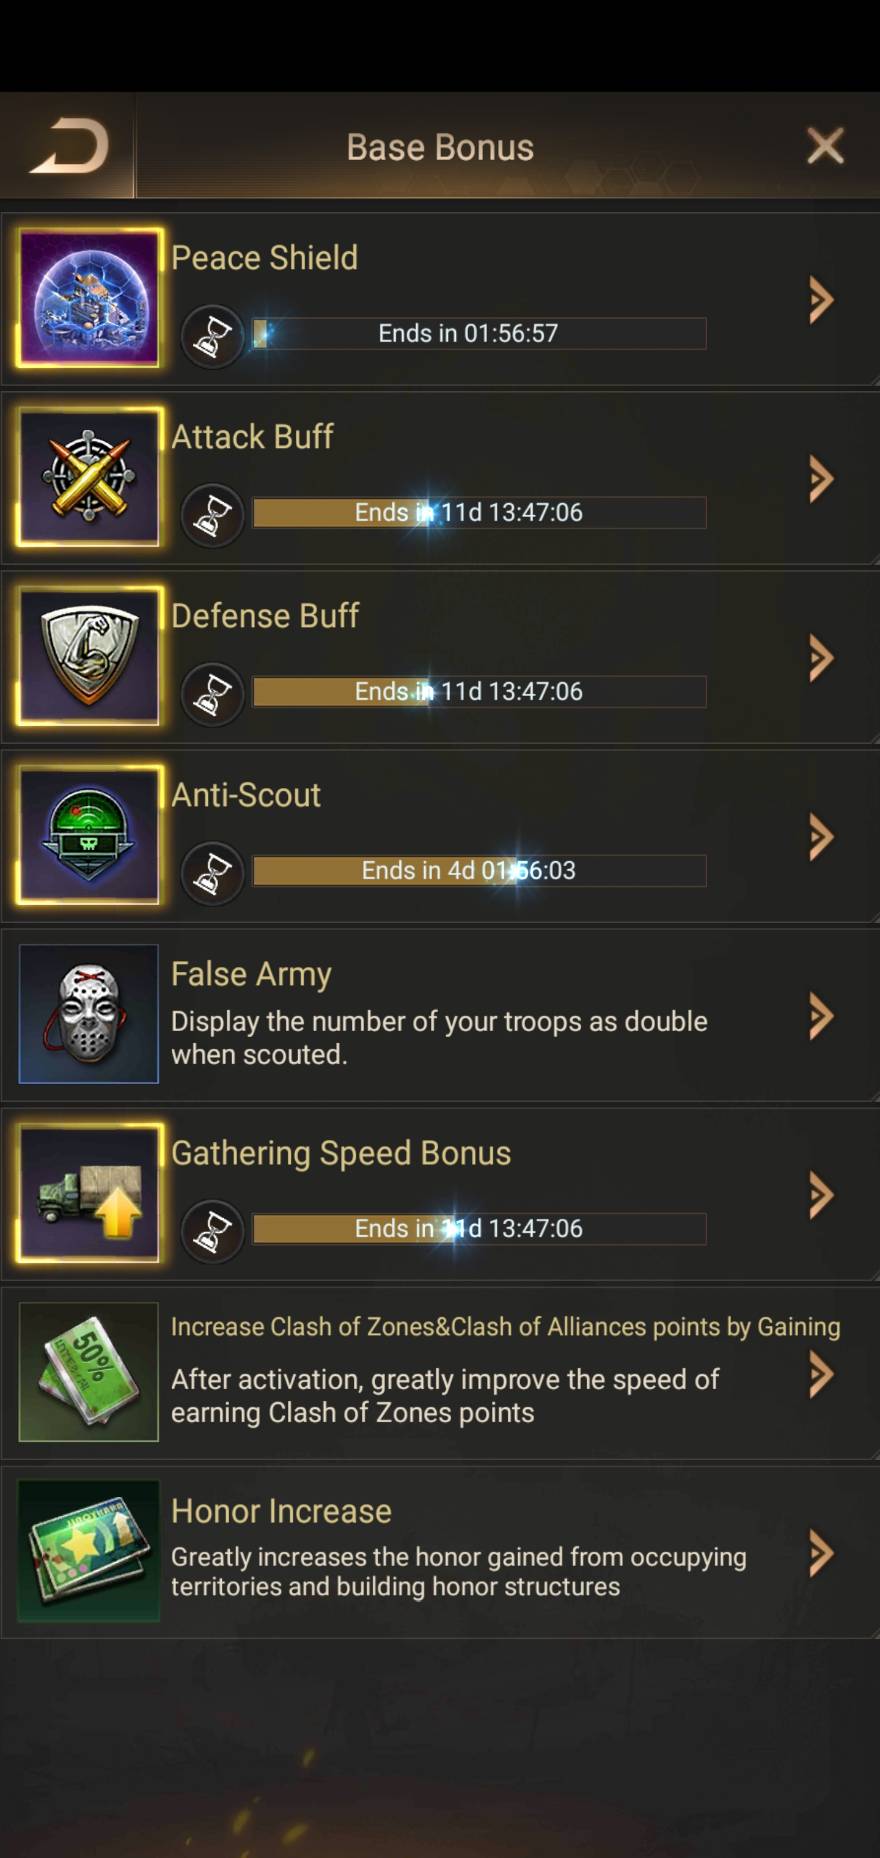 Base Bonus
Peace Shield
Ends in 01:56:57
Attack Buff
Ends in 11d 13:47:06
Defense Buff
Ends in 11d 13:47:06
Anti-Scout
Ends in 4d 01:56:03
False Army
Display the number of your troops as double
when scouted.
Gathering Speed Bonus
Ends in 11d 13:47:06
Increase Clash of Zones&Clash of Alliances points by Gaining
50%
After activation, greatly improve the speed of
earning Clash of Zones points
Honor Increase
Greatly increases the honor gained from occupying
territories and building honor structures